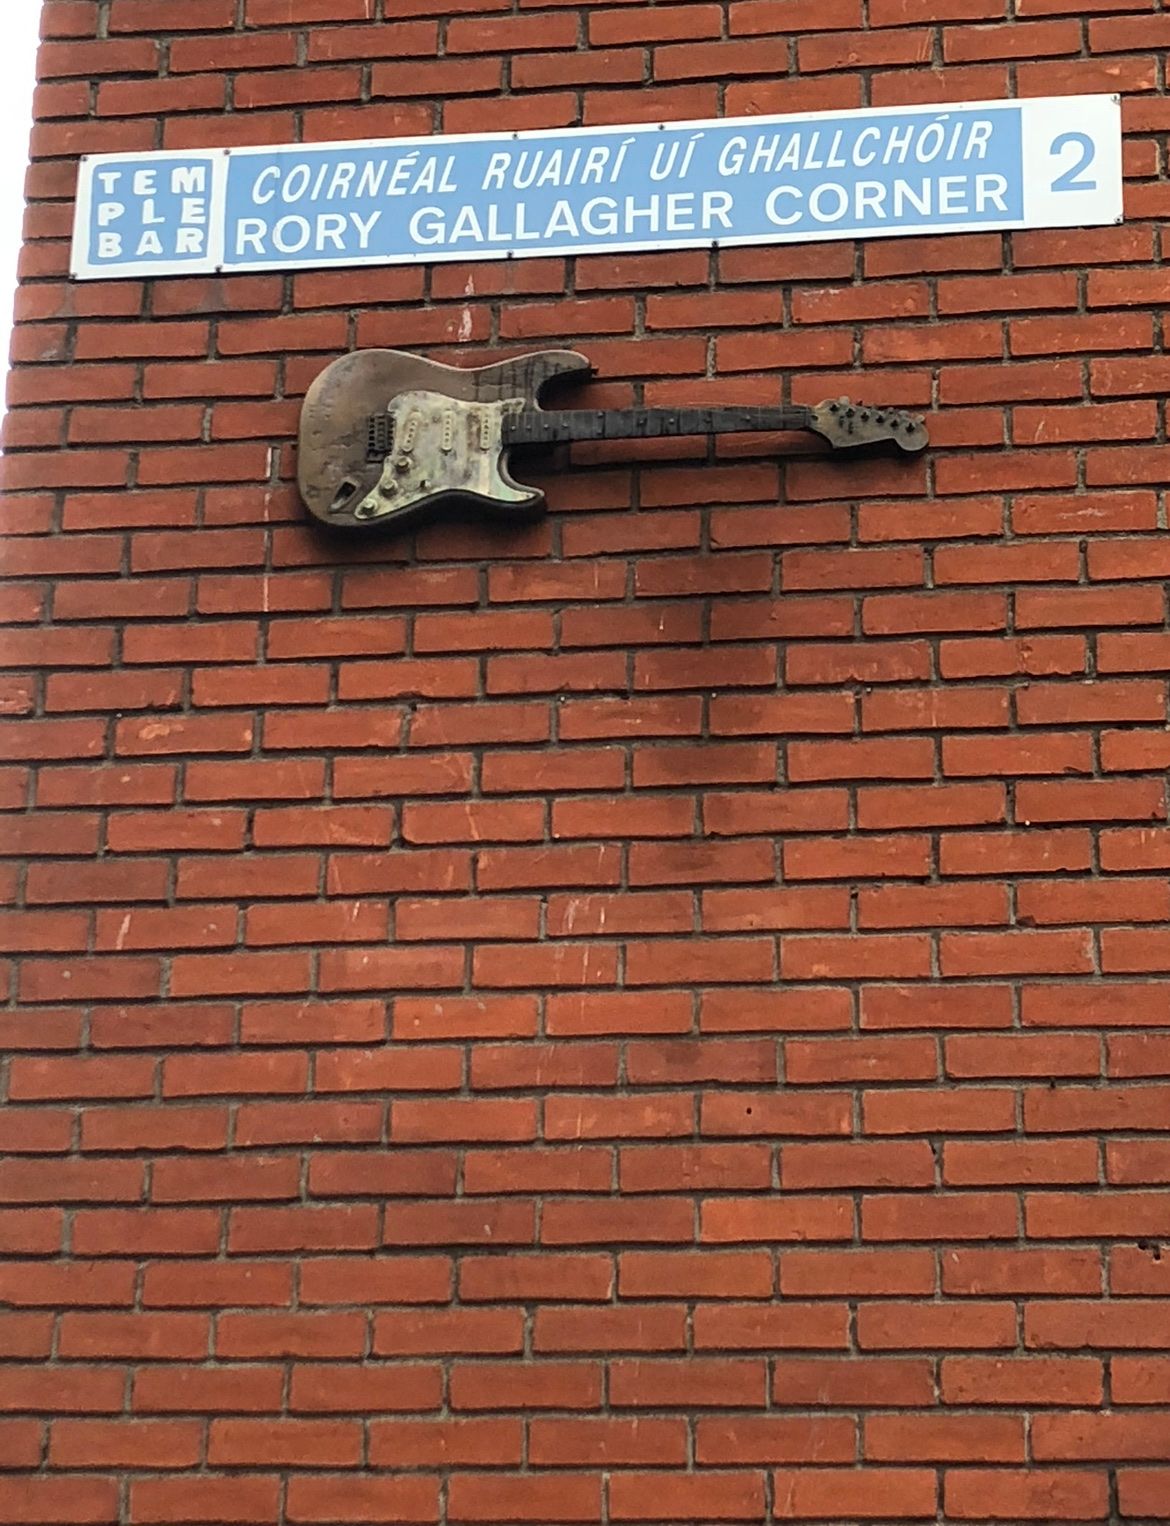 TEM
PLE
BAR
COIRNÉAL RUAIRÍ UÍ GHALLCHÓIR
RORY GALLAGHER CORNER
2